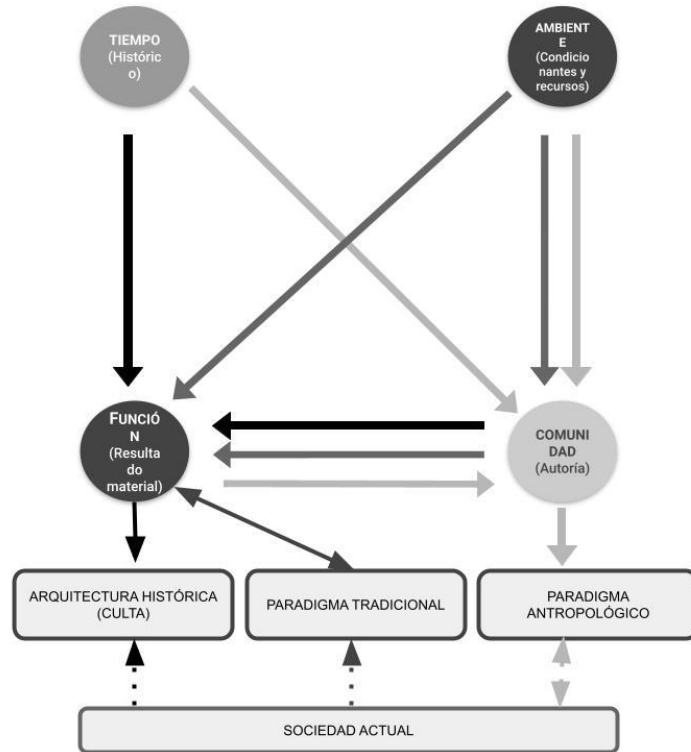 TIEMPO
(Históric
o)
AMBIENT
E
(Condicio
nantes y
recursos)
FUNCIÓ
N
(Resulta
do
material)
COMUNI
DAD
(Autoría)
ARQUITECTURA HISTÓRICA
(CULTA)
PARADIGMA TRADICIONAL
PARADIGMA
ANTROPOLÓGICO
SOCIEDAD ACTUAL